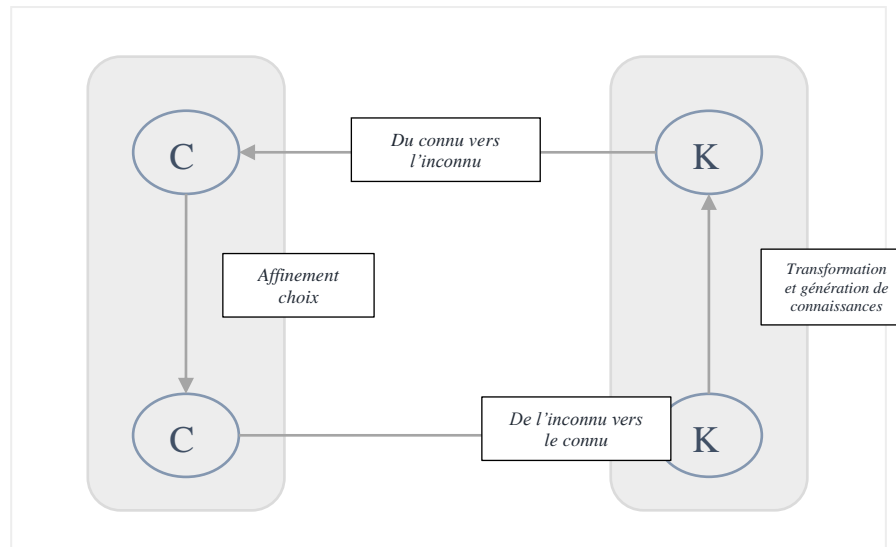 Du connu vers
l’inconnu
C
K
Affinement
choix
Transformation
et génération de
connaissances
De l’inconnu vers
le connu
C
K